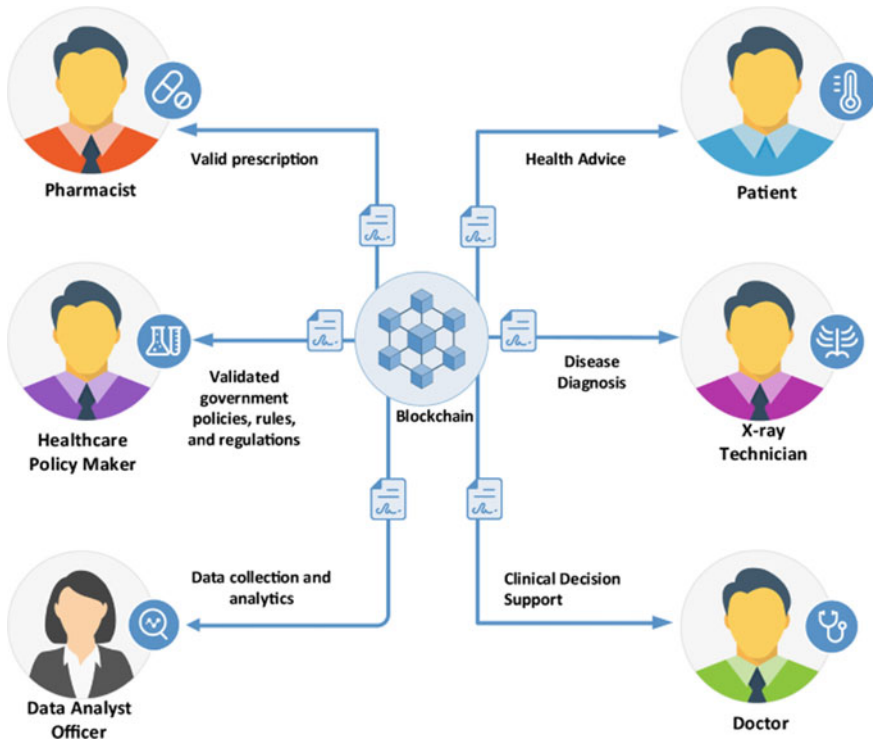 Valid prescription
Pharmacist
Health Advice
Patient
Validated
government
policies, rules,
and regulations
Healthcare
Policy Maker
Blockchain
Disease
Diagnosis
X-ray
Technician
Data collection and
analytics
Data Analyst
Officer
Clinical Decision
Support
Doctor